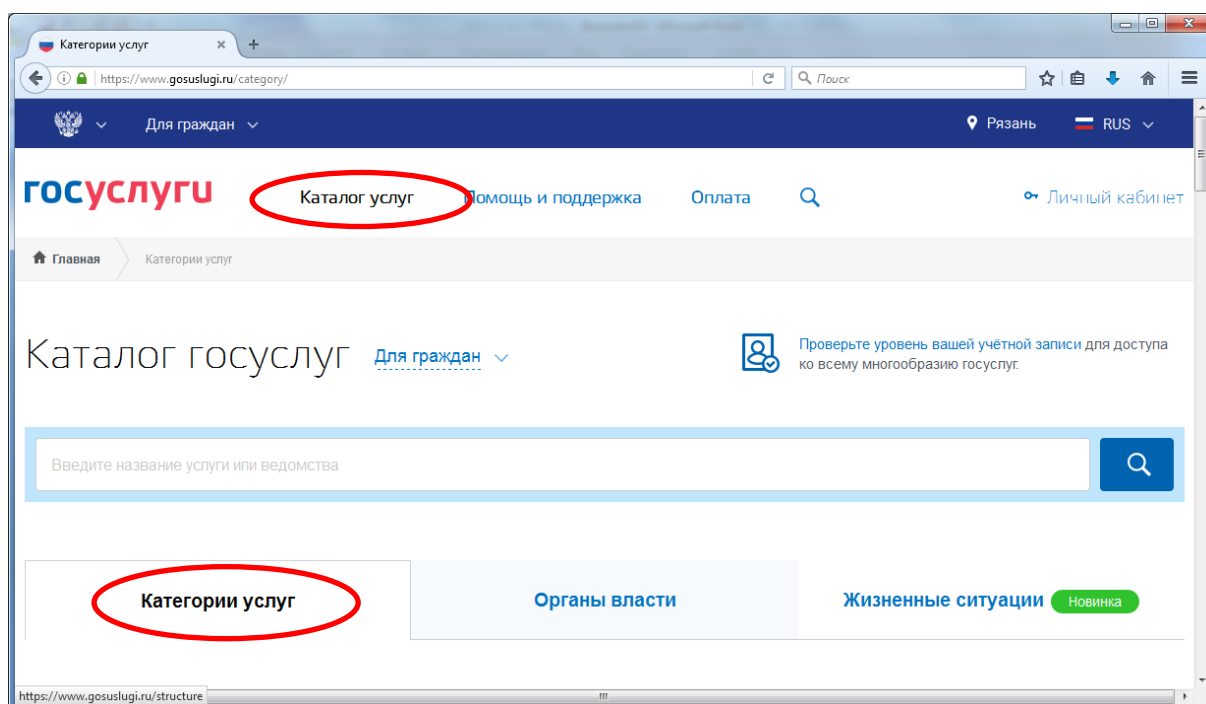 Категории услуг
https://www.gosuslugi.ru/category/
Поиск
Для граждан
Рязань
RUS
госуслуги
Каталог услуг
Помощь и поддержка
Оплата
Личный кабинет
Главная
Категории услуг
Каталог госуслуг
Для граждан
Проверьте уровень вашей учётной записи для доступа
ко всему многообразию госуслуг.
Введите название услуги или ведомства
Категории услуг
Органы власти
Жизненные ситуации
Новинка
https://www.gosuslugi.ru/structure